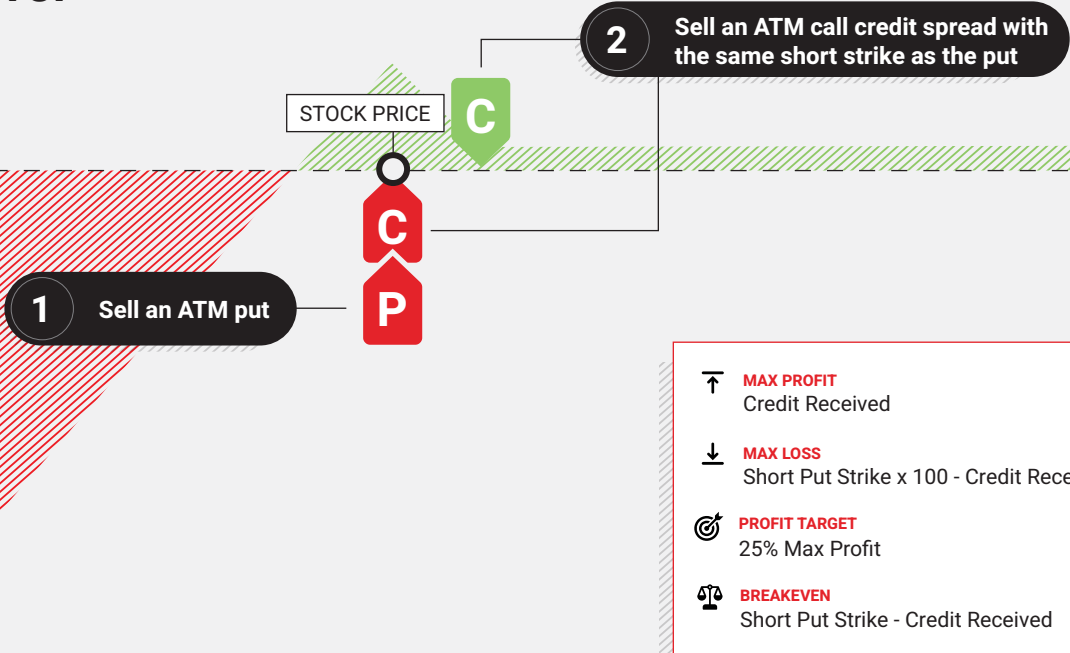 2
Sell an ATM call credit spread with
the same short strike as the put
STOCK PRICE
C
C
P
1
Sell an ATM put
MAX PROFIT
Credit Received
MAX LOSS
Short Put Strike x 100 - Credit Rece
PROFIT TARGET
25% Max Profit
BREAKEVEN
Short Put Strike - Credit Received